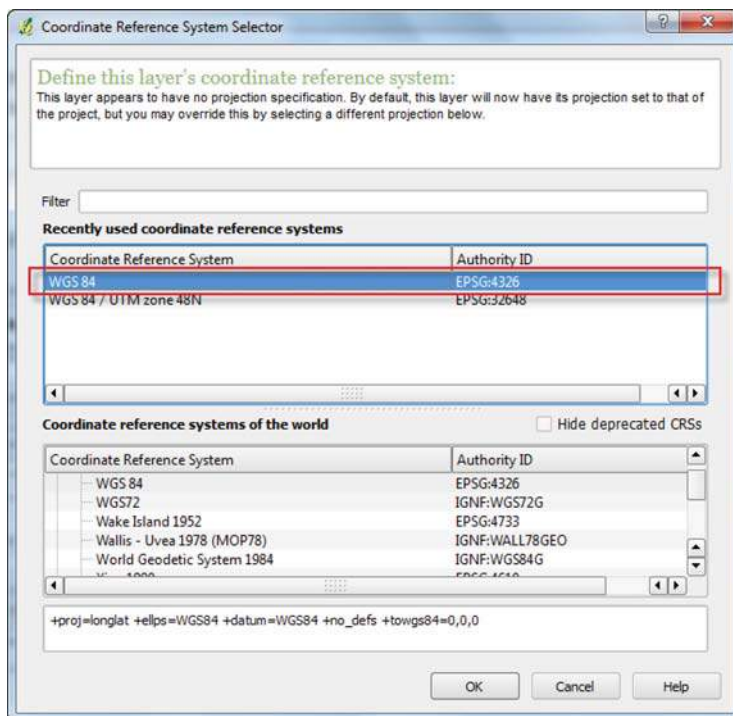 Coordinate Reference System Selector
Define this layer's coordinate reference system:
This layer appears to have no projection specification. By default, this layer will now have its projection set to that of
the project, but you may override this by selecting a different projection below.
Filter
Recently used coordinate reference systems
Coordinate Reference System Authority ID
WGS 84 EPSG:4326
WGS 84 / UTM zone 48N EPSG:32648
Coordinate reference systems of the world Hide deprecated CRSs
Coordinate Reference System Authority ID
WGS 84 EPSG:4326
WGS72 IGNF:WGS72G
Wake Island 1952 EPSG:4733
Wallis - Uvea 1978 (MOP78) IGNF:WALL78GEO
World Geodetic System 1984 IGNF:WGS84G
+proj=longlat +ellps=WGS84 +datum=WGS84 +no_defs +towgs84=0,0,0
OK Cancel Help